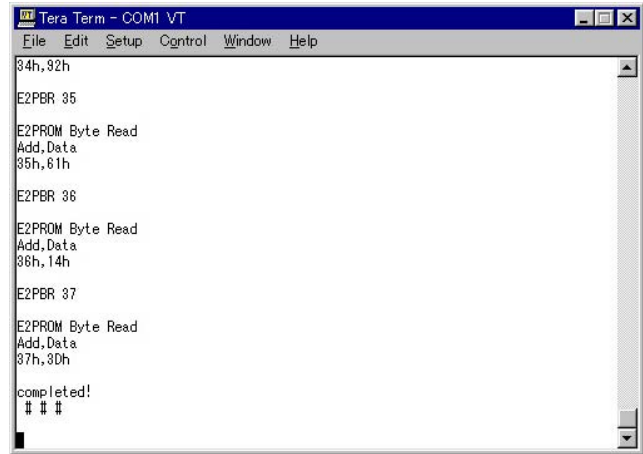 Tera Term - COM1 VT
File Edit Setup Control Window Help
34h,92h
E2PBR 35
E2PROM Byte Read
Add,Data
35h,61h
E2PBR 36
E2PROM Byte Read
Add,Data
36h,14h
E2PBR 37
E2PROM Byte Read
Add,Data
37h,3Dh
completed!
# # #